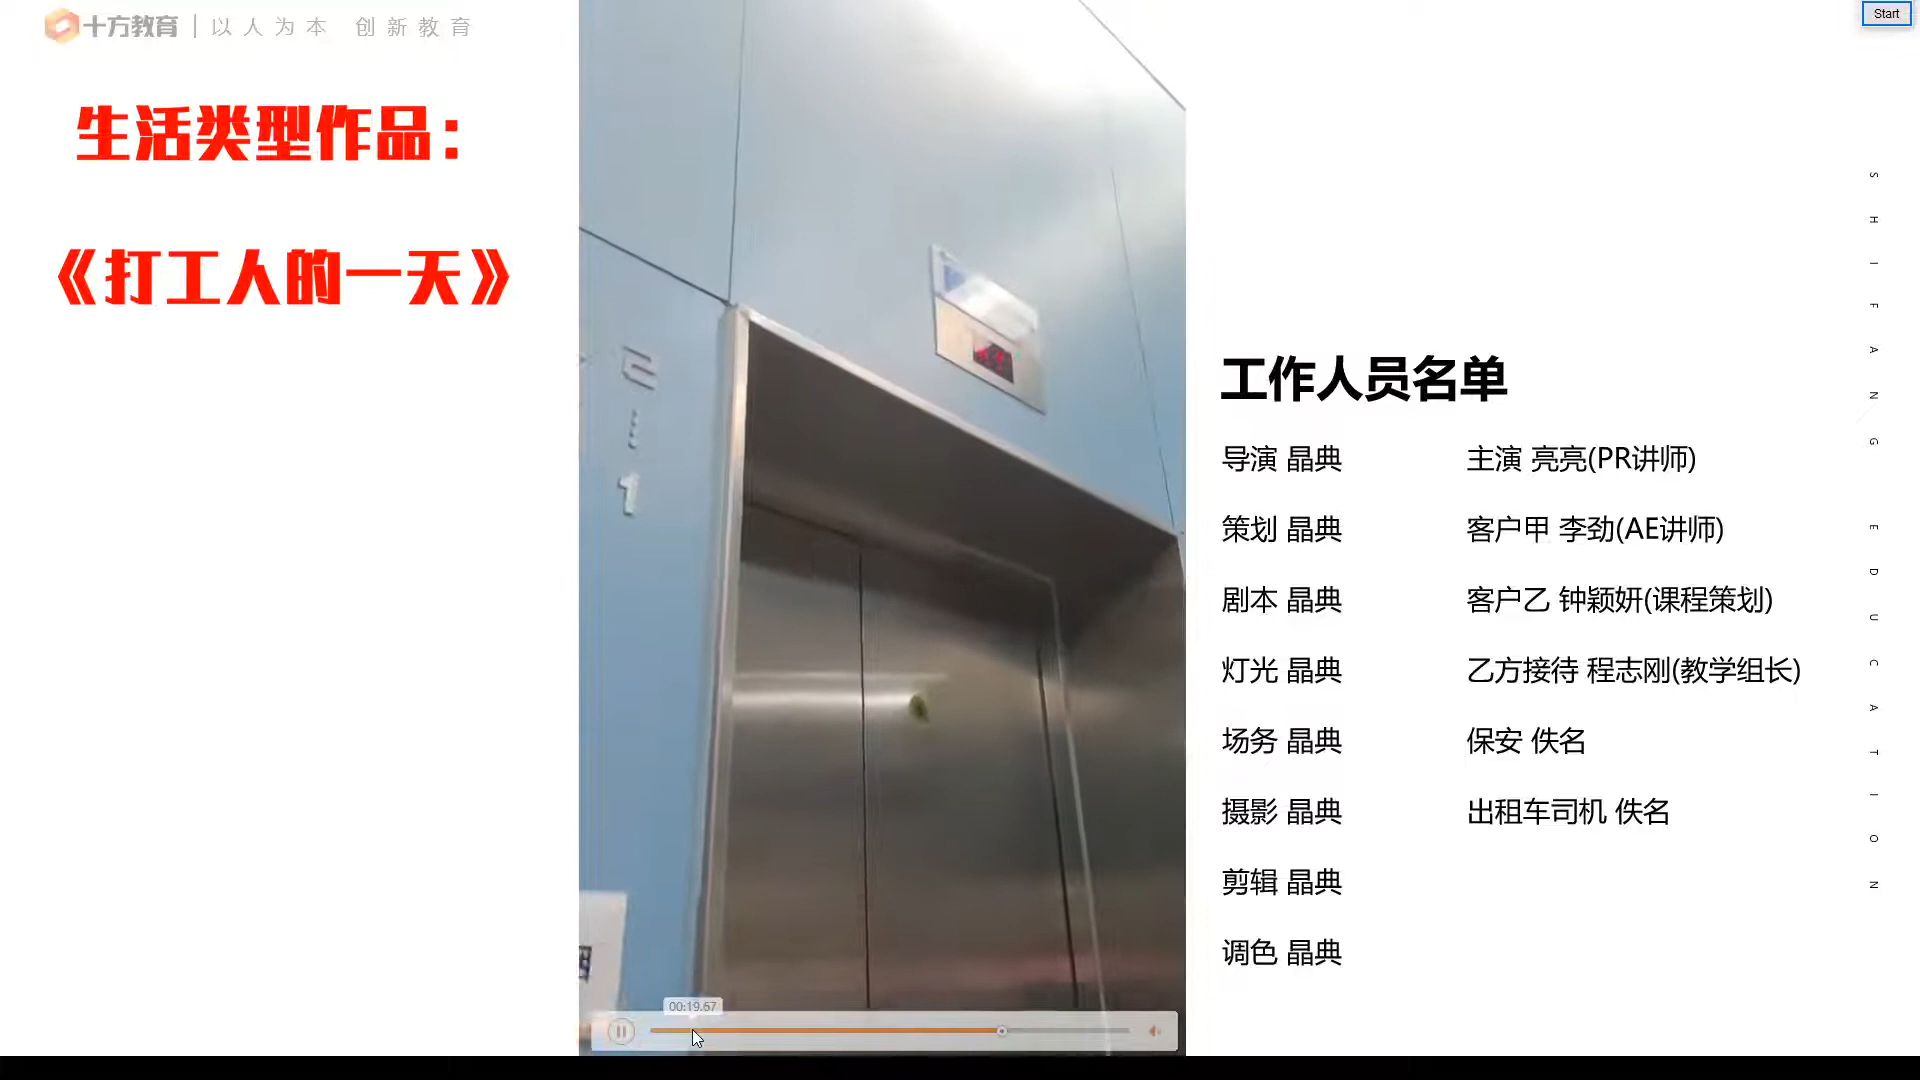 十方教育 | 以人为本 创新教育
Start
生活类型作品：
《打工人的一天》
1
工作人员名单
导演 晶典
主演 亮亮(PR讲师)
策划 晶典
客户甲 李劲(AE讲师)
剧本 晶典
客户乙 钟颖妍(课程策划)
灯光 晶典
乙方接待 程志刚(教学组长)
场务 晶典
保安 佚名
摄影 晶典
出租车司机 佚名
剪辑 晶典
调色 晶典
SHIFANG EDUCATION
00:19.67